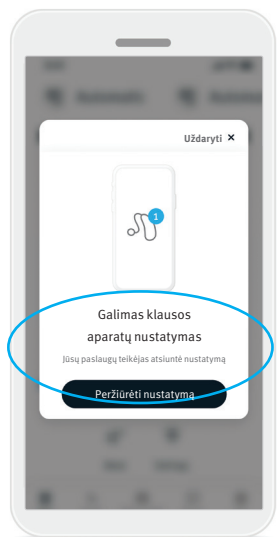 Uždaryti ×
1
Galimas klausos
aparatų nustatymas
Jūsų paslaugų teikėjas atsiuntė nustatymą
Peržiūrėti nustatymą